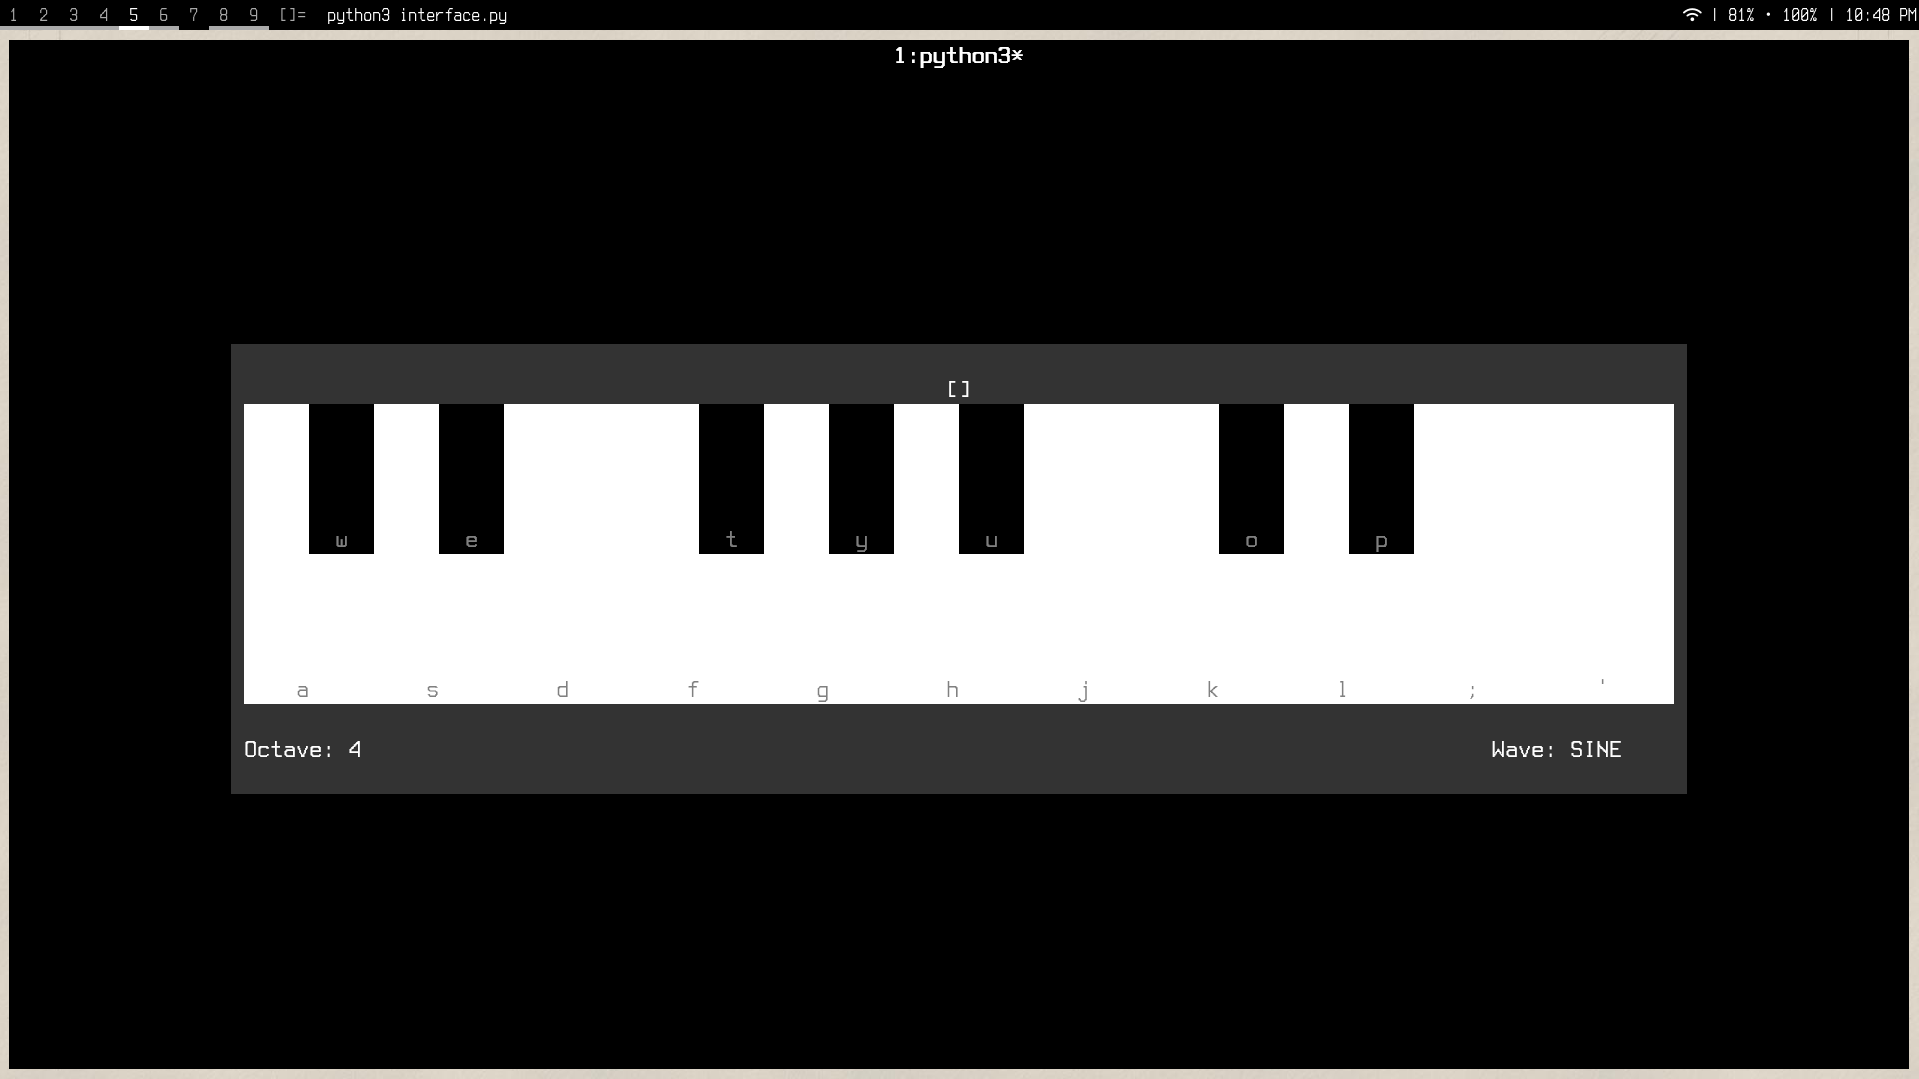 1 2 3 4 5 6 7 8 9 []= python3 interface.py | 81% • 100% | 10:48 PM
1:python3*
[]
w e t y u o p
a s d f g h j k l ; '
Octave: 4 Wave: SINE